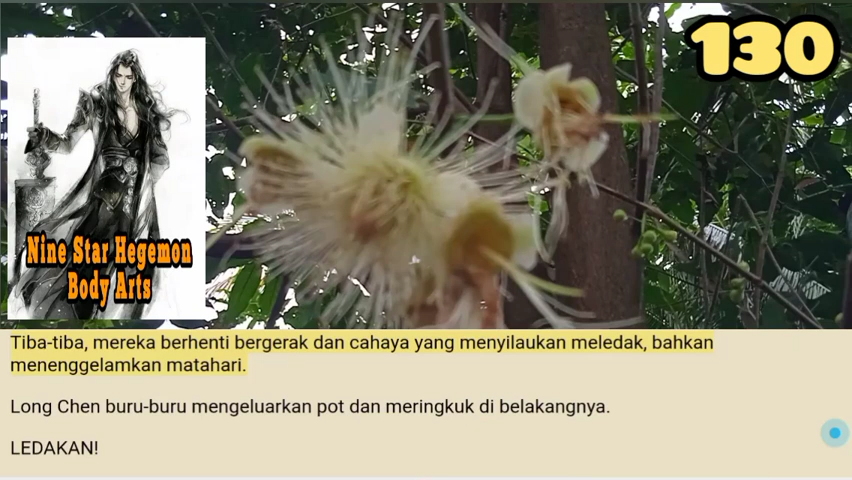 130
Nine Star Hegemon
Body Arts
Tiba-tiba, mereka berhenti bergerak dan cahaya yang menyilaukan meledak, bahkan
menenggelamkan matahari.
Long Chen buru-buru mengeluarkan pot dan meringkuk di belakangnya.
LEDAKAN!